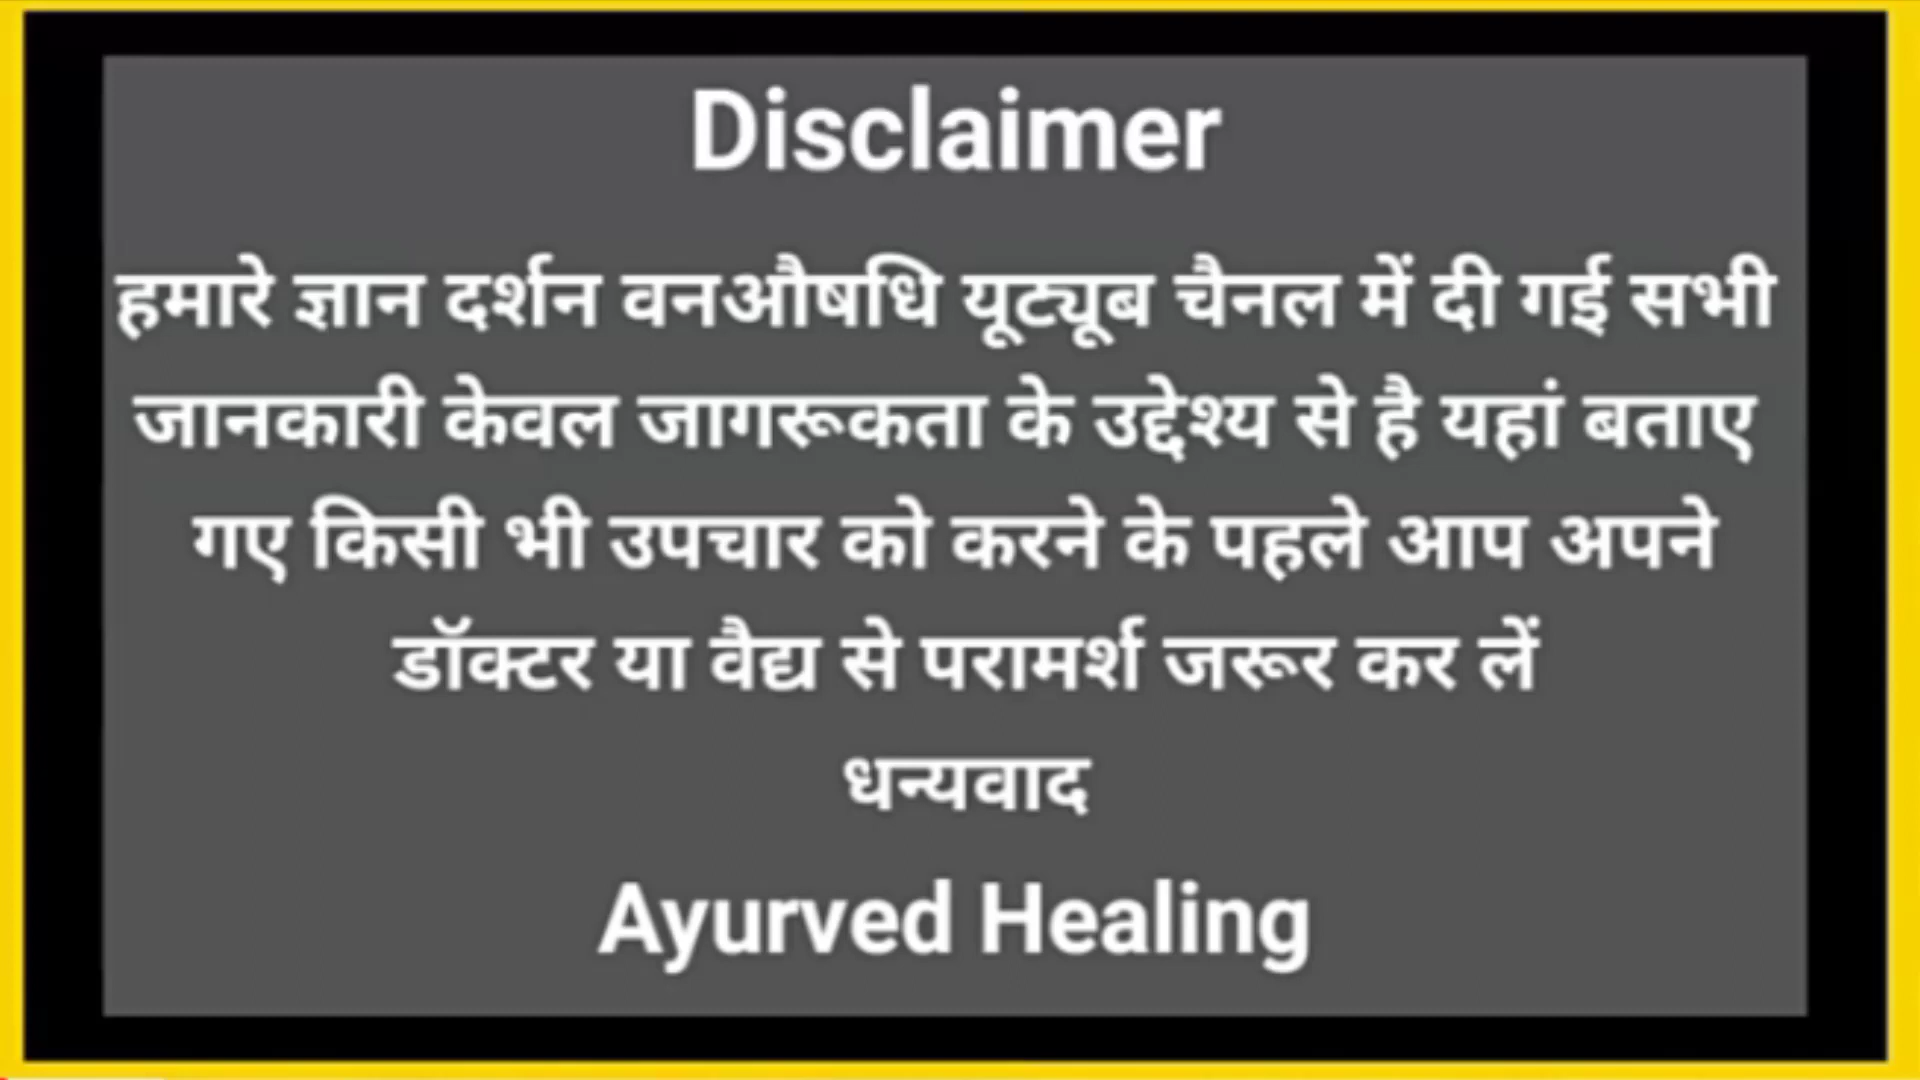 Disclaimer
हमारे ज्ञान दर्शन वनऔषधि यूट्यूब चैनल में दी गई सभी
जानकारी केवल जागरूकता के उद्देश्य से है यहां बताए
गए किसी भी उपचार को करने के पहले आप अपने
डॉक्टर या वैद्य से परामर्श जरूर कर लें
धन्यवाद
Ayurved Healing